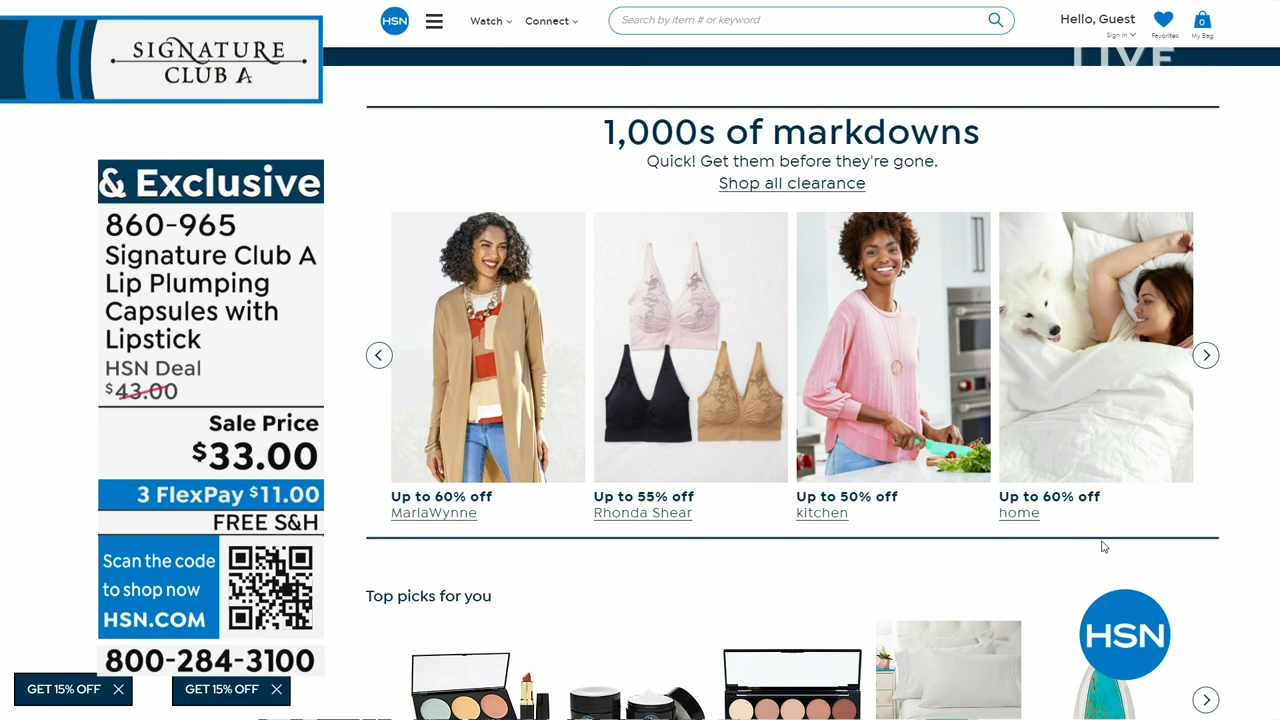 SIGNATURE
CLUB A
HSN
Watch
Connect
Search by item # or keyword
Hello, Guest
Sign In
Favorites
0
My Bag
LIVE
1,000s of markdowns
Quick! Get them before they're gone.
Shop all clearance
& Exclusive
860-965
Signature Club A
Lip Plumping
Capsules with
Lipstick
HSN Deal
$43.00
Sale Price
$33.00
3 FlexPay $11.00
FREE S&H
Scan the code
to shop now
HSN.COM
800-284-3100
GET 15% OFF
GET 15% OFF
Up to 60% off
MarlaWynne
Up to 55% off
Rhonda Shear
Up to 50% off
kitchen
Up to 60% off
home
Top picks for you
HSN